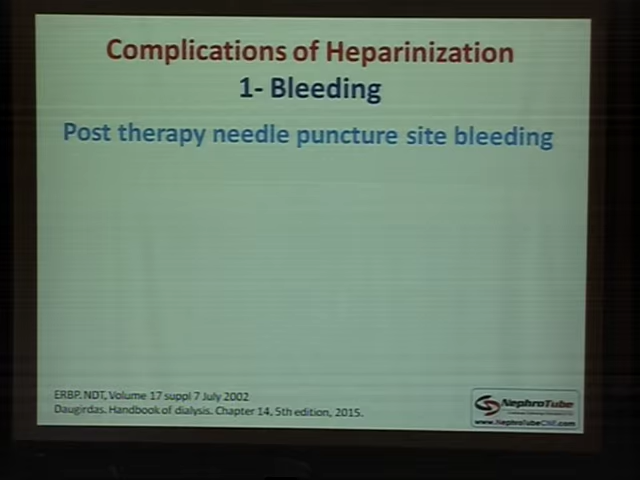 Complications of Heparinization
1- Bleeding
Post therapy needle puncture site bleeding
ERBP. NDT, Volume 17 suppl 7 July 2002
Daugirdas. Handbook of dialysis. Chapter 14, 5th edition, 2015.
NephroTube
www.NephroTubeCNE.com